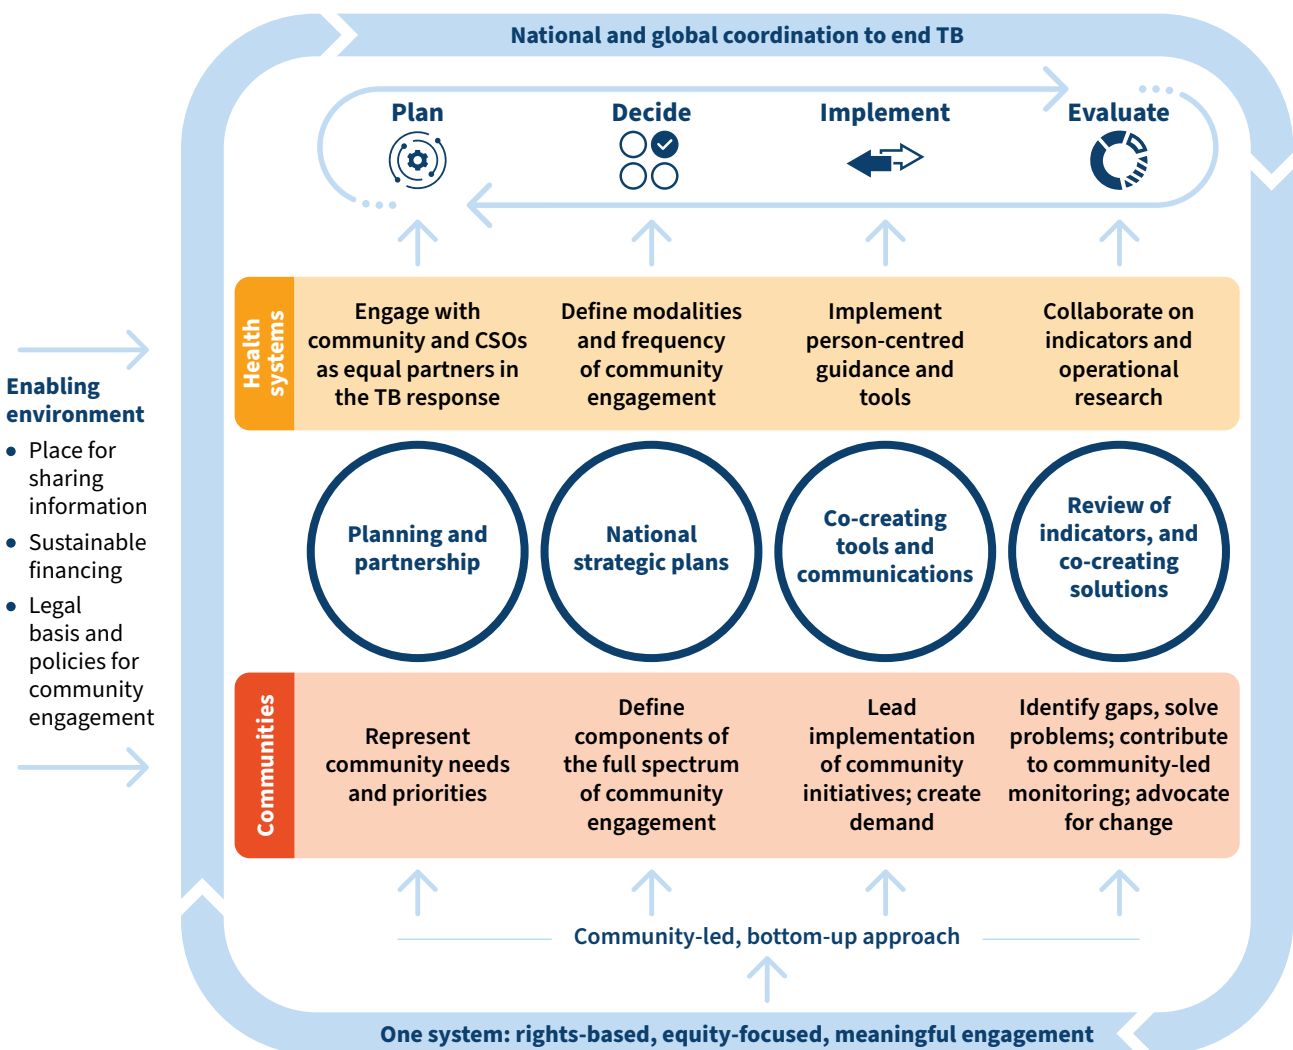 National and global coordination to end TB
Plan
Decide
Implement
Evaluate
Health
systems
Engage with
community and CSOs
as equal partners in
the TB response
Define modalities
and frequency
of community
engagement
Implement
person-centred
guidance and
tools
Collaborate on
indicators and
operational
research
Enabling
environment
• Place for
sharing
information
• Sustainable
financing
• Legal
basis and
policies for
community
engagement
Planning and
partnership
National
strategic plans
Co-creating
tools and
communications
Review of
indicators, and
co-creating
solutions
Communities
Represent
community needs
and priorities
Define
components of
the full spectrum
of community
engagement
Lead
implementation
of community
initiatives; create
demand
Identify gaps, solve
problems; contribute
to community-led
monitoring; advocate
for change
Community-led, bottom-up approach
One system: rights-based, equity-focused, meaningful engagement